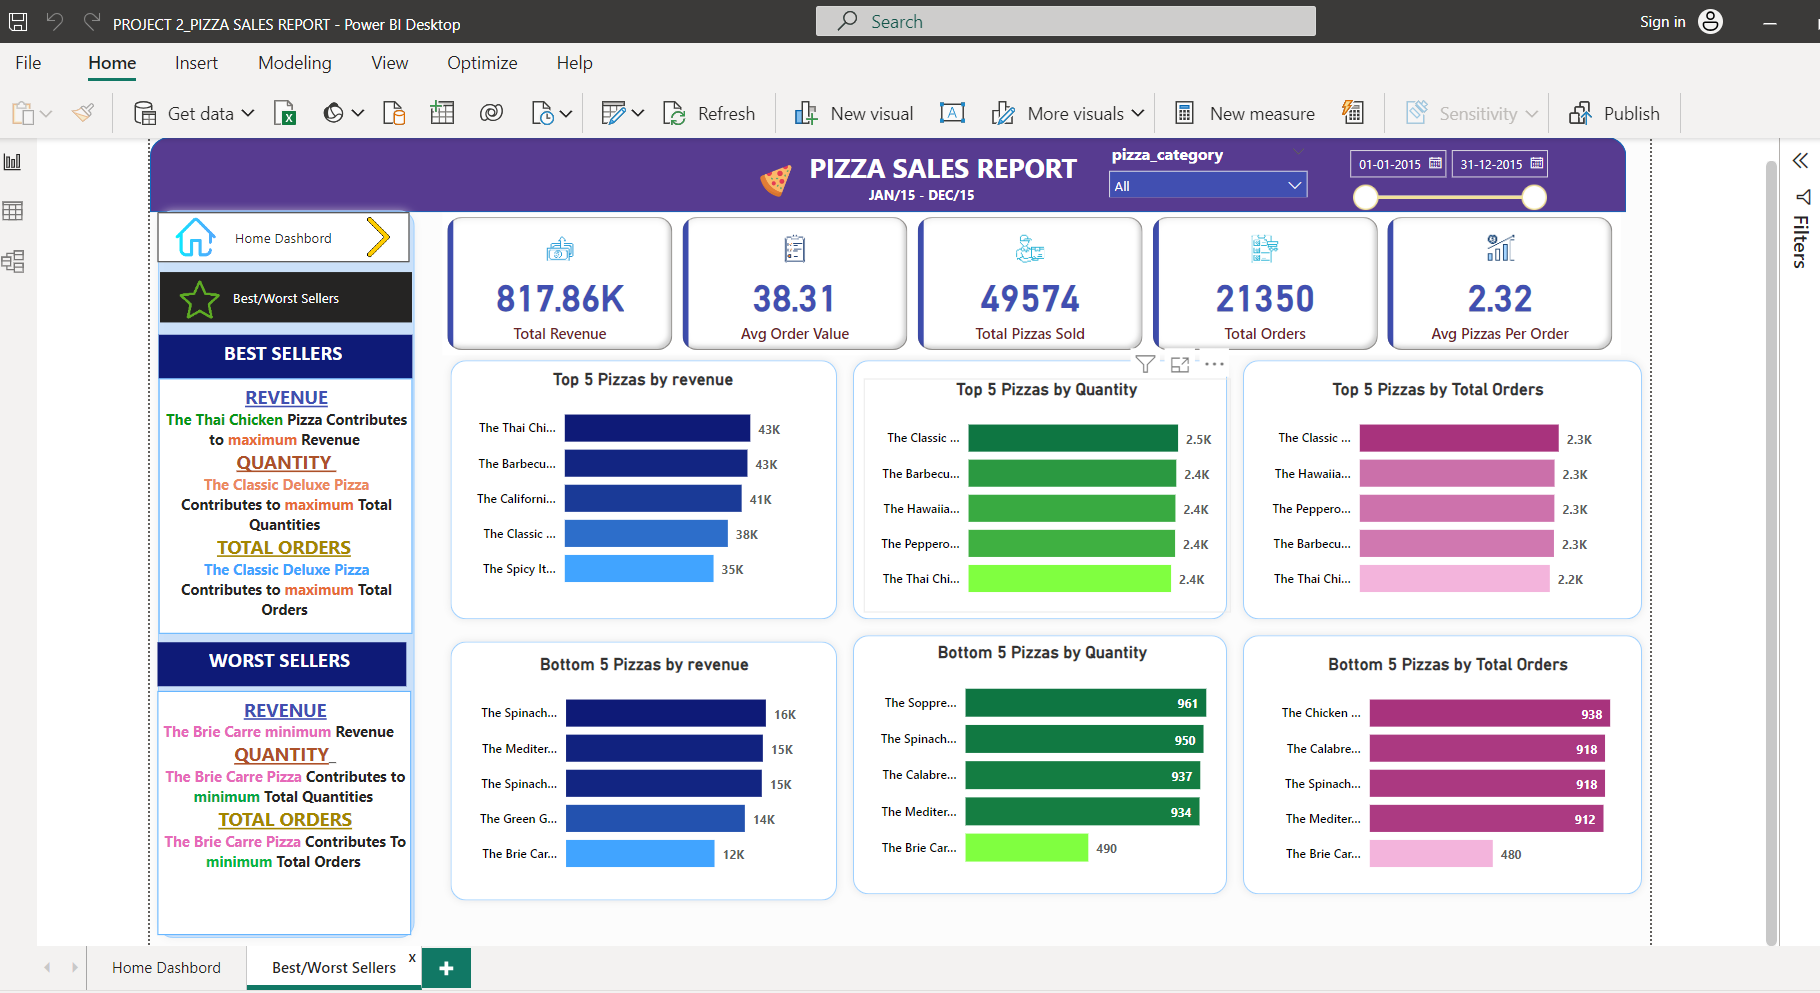 PROJECT 2_PIZZA SALES REPORT - Power BI Desktop
Search
Sign in
File
Home
Insert
Modeling
View
Optimize
Help
Get data
Refresh
New visual
A
More visuals
New measure
Sensitivity
Publish
PIZZA SALES REPORT
JAN/15 - DEC/15
pizza_category
All
01-01-2015
31-12-2015
Filters
Home Dashbord
Best/Worst Sellers
BEST SELLERS
REVENUE
The Thai Chicken Pizza Contributes
to maximum Revenue
QUANTITY
The Classic Deluxe Pizza
Contributes to maximum Total
Quantities
TOTAL ORDERS
The Classic Deluxe Pizza
Contributes to maximum Total
Orders
WORST SELLERS
REVENUE
The Brie Carre minimum Revenue
QUANTITY_
The Brie Carre Pizza Contributes to
minimum Total Quantities
TOTAL ORDERS
The Brie Carre Pizza Contributes To
minimum Total Orders
817.86K
Total Revenue
38.31
Avg Order Value
49574
Total Pizzas Sold
21350
Total Orders
2.32
Avg Pizzas Per Order
Top 5 Pizzas by revenue
The Thai Chi... 43K
The Barbecu... 43K
The Californi... 41K
The Classic ... 38K
The Spicy It... 35K
Top 5 Pizzas by Quantity
The Classic ... 2.5K
The Barbecu... 2.4K
The Hawaiia... 2.4K
The Peppero... 2.4K
The Thai Chi... 2.4K
Top 5 Pizzas by Total Orders
The Classic ... 2.3K
The Hawaiia... 2.3K
The Peppero... 2.3K
The Barbecu... 2.3K
The Thai Chi... 2.2K
Bottom 5 Pizzas by revenue
The Spinach... 16K
The Mediter... 15K
The Spinach... 15K
The Green G... 14K
The Brie Car... 12K
Bottom 5 Pizzas by Quantity
The Soppre... 961
The Spinach... 950
The Calabre... 937
The Mediter... 934
The Brie Car... 490
Bottom 5 Pizzas by Total Orders
The Chicken ... 938
The Calabre... 918
The Spinach... 918
The Mediter... 912
The Brie Car... 480
Home Dashbord
Best/Worst Sellers
x
+